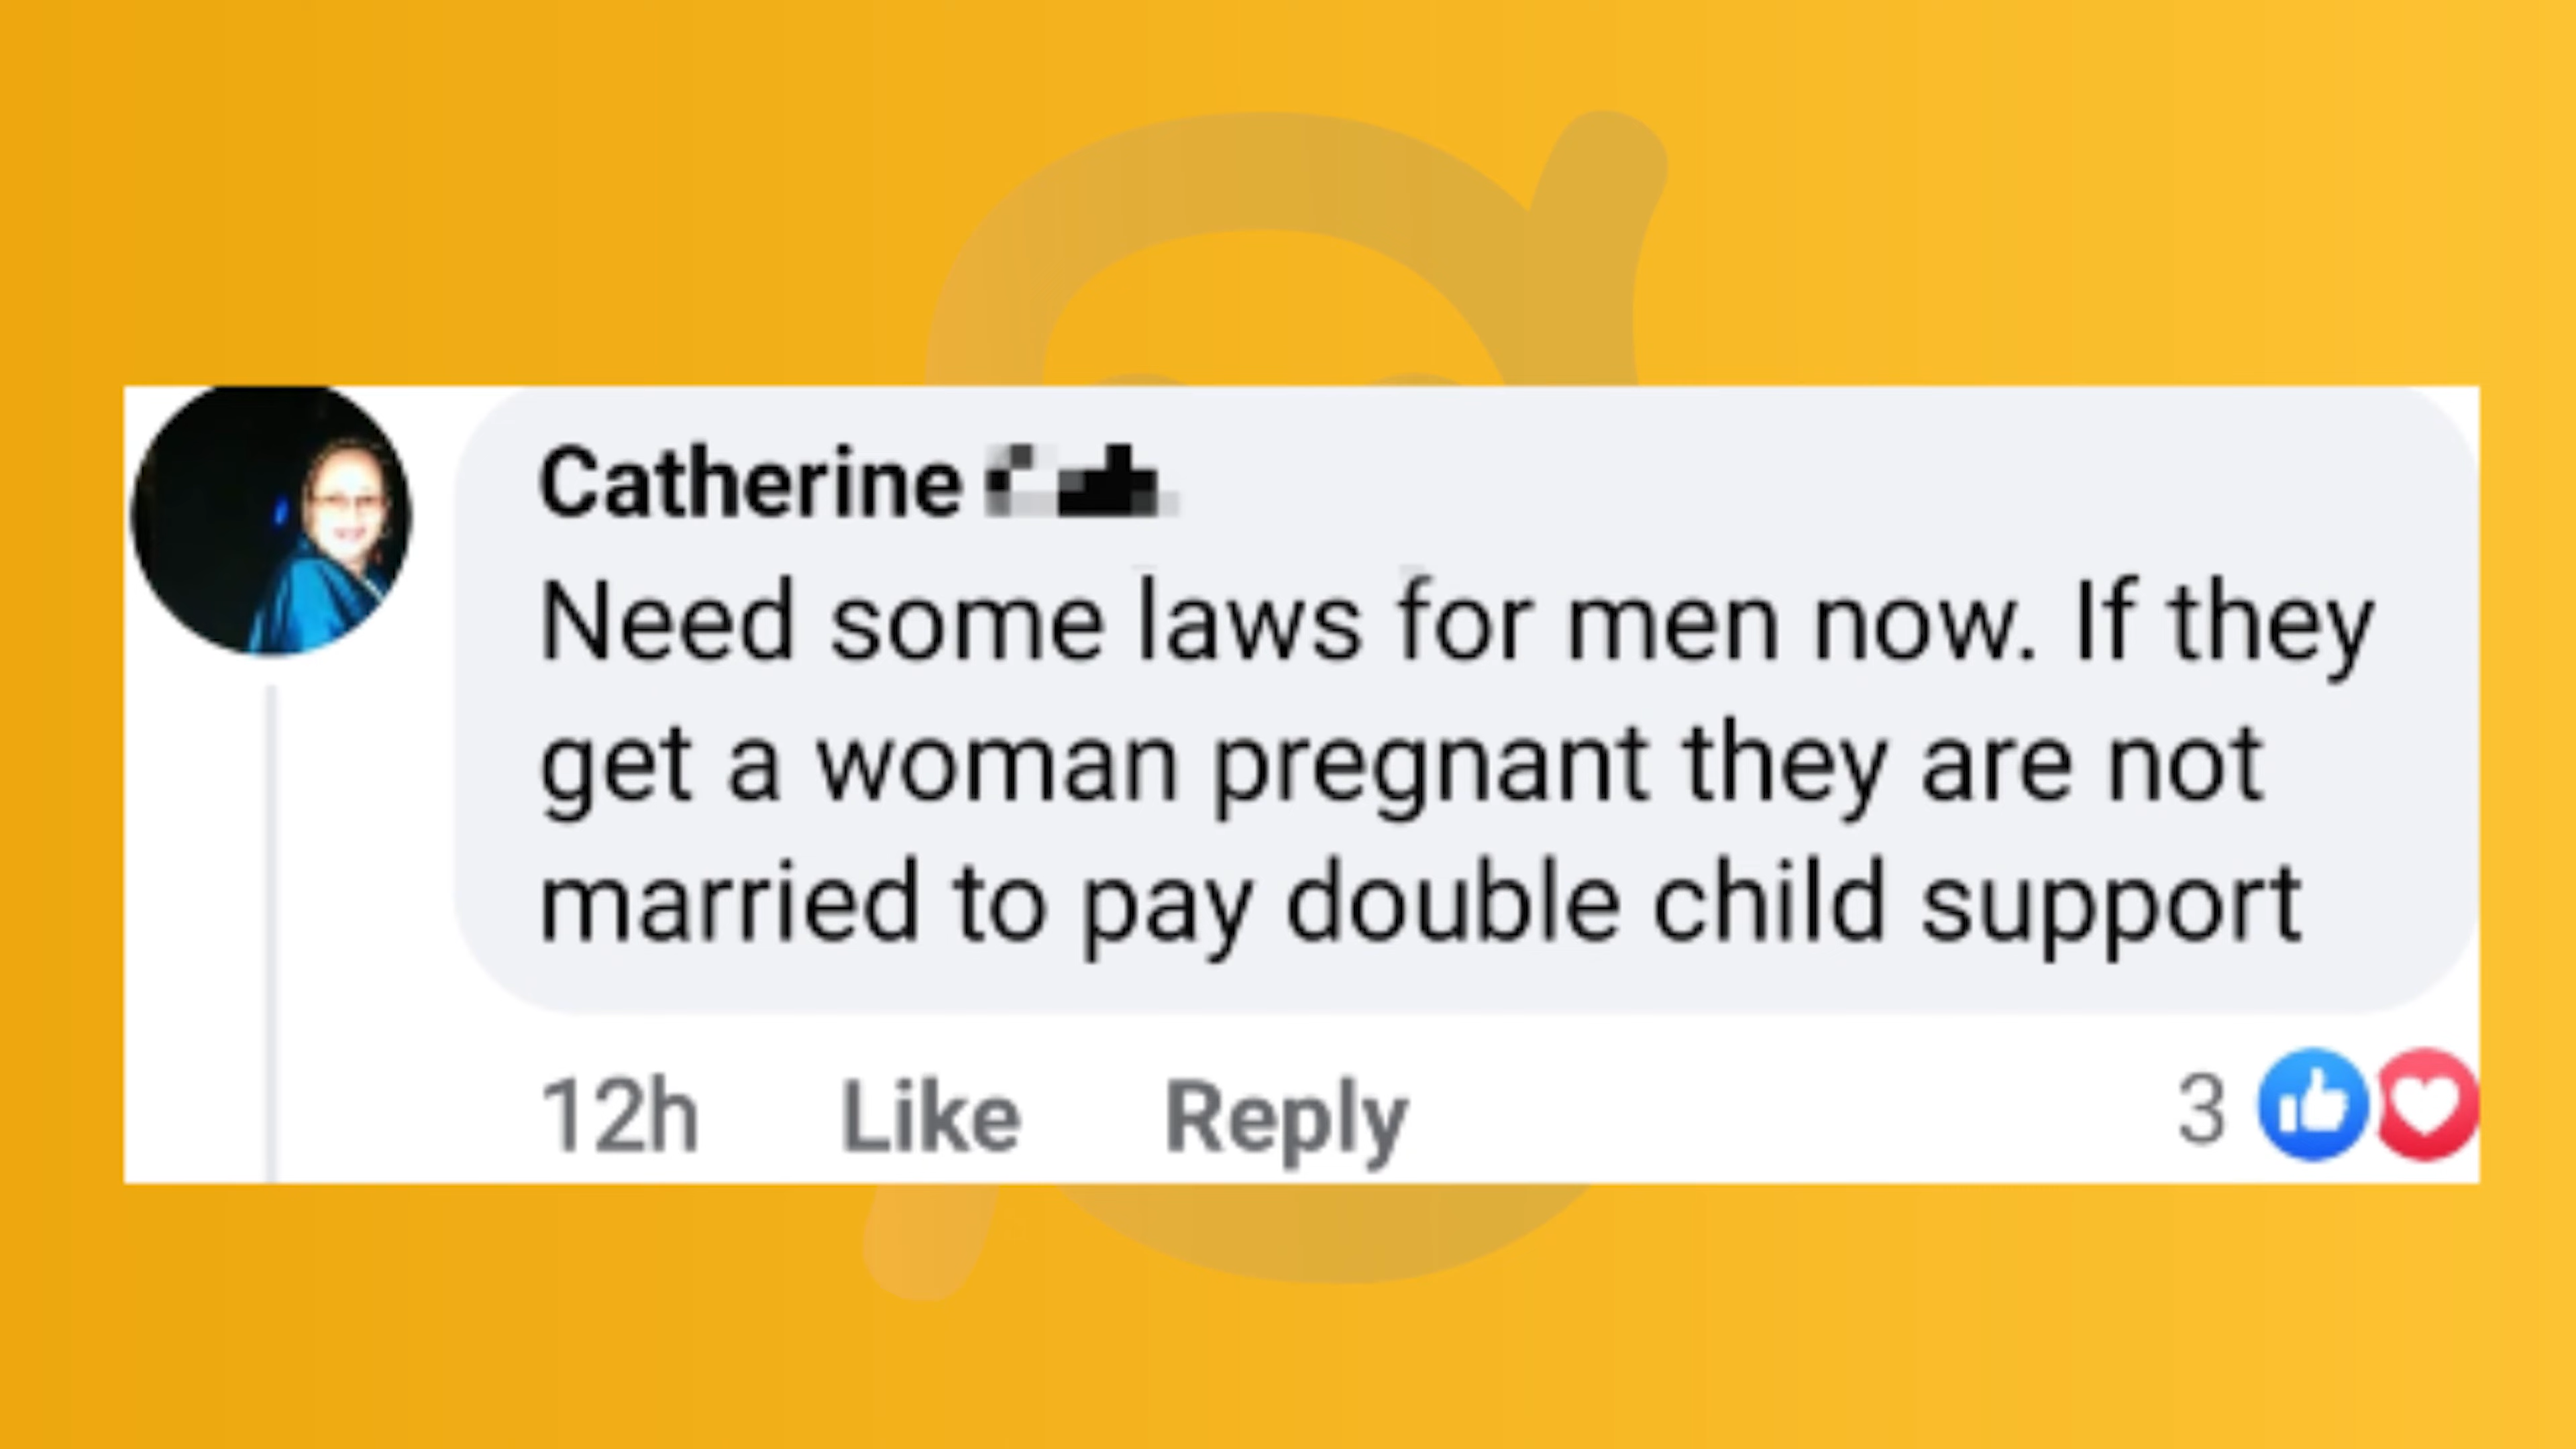 Catherine
Need some laws for men now. If they
get a woman pregnant they are not
married to pay double child support
12h Like Reply 3